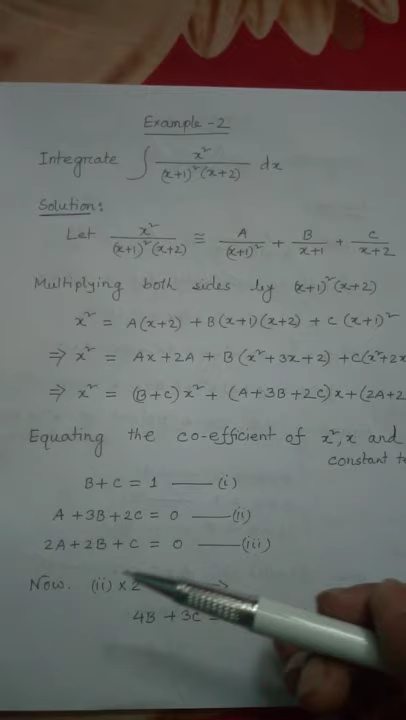 Example-2
Integrate ∫ x²/((x+1)²(x+2)) dx
Solution:
Let x²/((x+1)²(x+2)) ≅ A/(x+1)² + B/(x+1) + C/(x+2)
Multiplying both sides by (x+1)²(x+2)
x² = A(x+2) + B(x+1)(x+2) + C(x+1)²
⇒ x² = Ax + 2A + B(x²+3x+2) + C(x²+2x
⇒ x² = (B+C)x² + (A+3B+2C)x + (2A+2
Equating the co-efficient of x², x and
constant te
B+C = 1 —— (i)
A+3B+2C = 0 —— (ii)
2A+2B+C = 0 —— (iii)
Now. (ii) × 2 ⇒
4B + 3C =